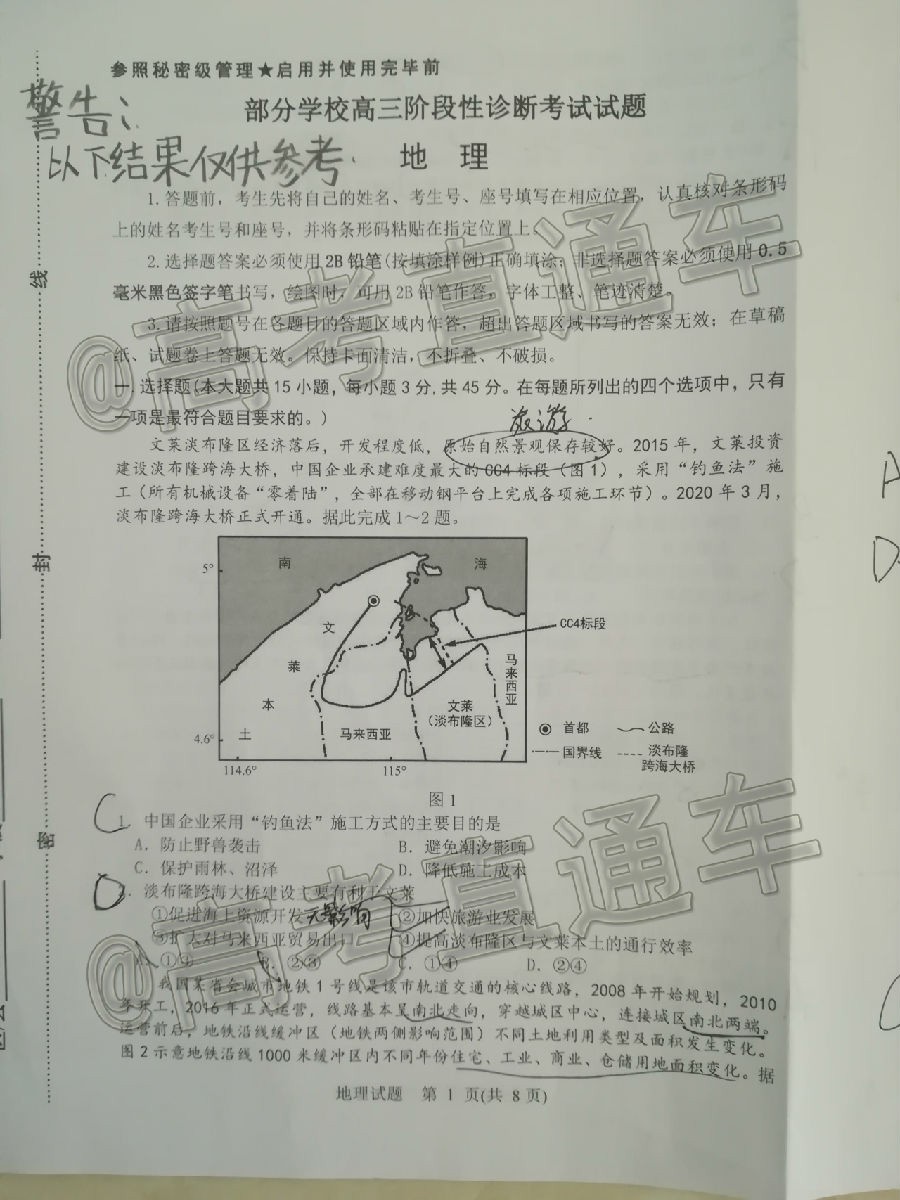 参照秘密级管理★启用并使用完毕前
部分学校高三阶段性诊断考试试题
警告：
以下结果仅供参考.
地 理
1.答题前，考生先将自己的姓名、考生号、座号填写在相应位置，认真核对条形码
上的姓名考生号和座号，并将条形码粘贴在指定位置上
2.选择题答案必须使用2B铅笔(按填涂样例)正确填涂；非选择题答案必须使用0.5
毫米黑色签字笔书写，绘图时，可用2B铅笔作答，字体工整、笔迹清楚。
3.请按照题号在各题目的答题区域内作答，超出答题区域书写的答案无效；在草稿
纸、试题卷上答题无效。保持卡面清洁，不折叠、不破损。
一.选择题(本大题共15小题，每小题3分,共45分。在每题所列出的四个选项中，只有
一项是最符合题目要求的。)
旅游.
文莱淡布隆区经济落后，开发程度低，原始自然景观保存较好。2015年，文莱投资
建设淡布隆跨海大桥，中国企业承建难度最大的CC4标段（图1），采用“钓鱼法”施
工（所有机械设备“零着陆”，全部在移动钢平台上完成各项施工环节）。2020年3月，
淡布隆跨海大桥正式开通。据此完成1～2题。
5°
南
海
文
莱
本
土
CC4标段
马来西亚
文莱
(淡布隆区)
马来西亚
4.6°
114.6°
115°
首都
公路
国界线
淡布隆
跨海大桥
图1
C
1．中国企业采用“钓鱼法”施工方式的主要目的是
A．防止野兽袭击
B．避免潮汐影响
C．保护雨林、沼泽
D．降低施工成本
D
．淡布隆跨海大桥建设主要有利于文莱
①促进海上资源开发
无影响
②加快旅游业发展
③扩大对马来西亚贸易出口
④提高淡布隆区与文莱本土的通行效率
A．①③
B．②③
C．①④
D．②④
我国某省会城市地铁1号线是该市轨道交通的核心线路，2008年开始规划，2010
年开工，2016年正式运营，线路基本呈南北走向，穿越城区中心，连接城区南北两端。
运营前后，地铁沿线缓冲区（地铁两侧影响范围）不同土地利用类型及面积发生变化。
图2示意地铁沿线1000米缓冲区内不同年份住宅、工业、商业、仓储用地面积变化。据
地理试题 第 1 页(共 8 页)
线
封
密
@高考直通车
@高考直通车